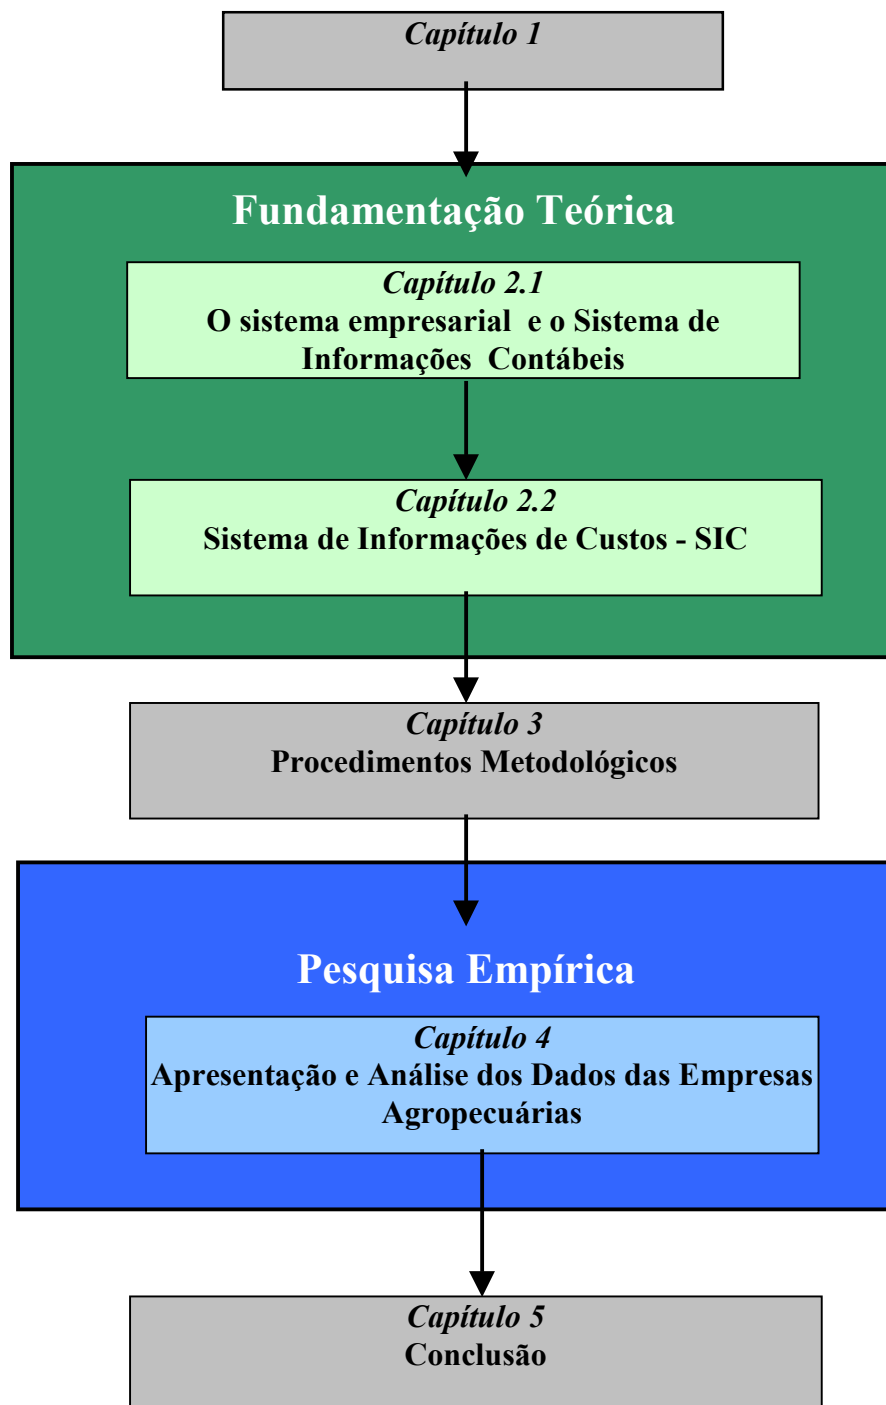 Capítulo 1
Fundamentação Teórica
Capítulo 2.1
O sistema empresarial e o Sistema de
Informações Contábeis
Capítulo 2.2
Sistema de Informações de Custos - SIC
Capítulo 3
Procedimentos Metodológicos
Pesquisa Empírica
Capítulo 4
Apresentação e Análise dos Dados das Empresas
Agropecuárias
Capítulo 5
Conclusão